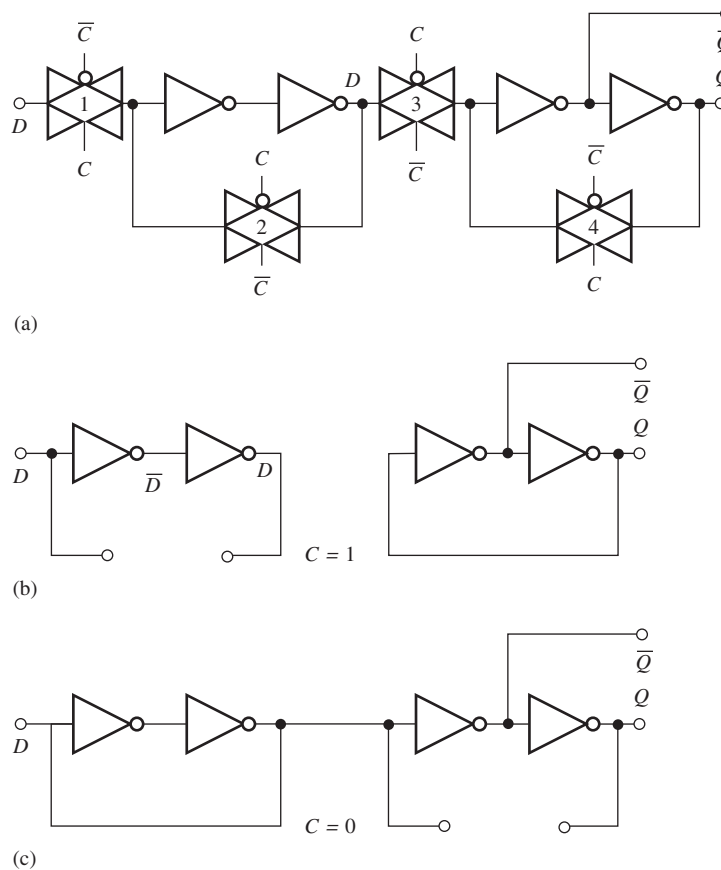 C̅ D C
Q̅
1 3 Q
D
C C C̅ C̅
2 4
C̅ C
(a)
Q̅
Q
D D̅ D
C = 1
(b)
Q̅
Q
D
C = 0
(c)